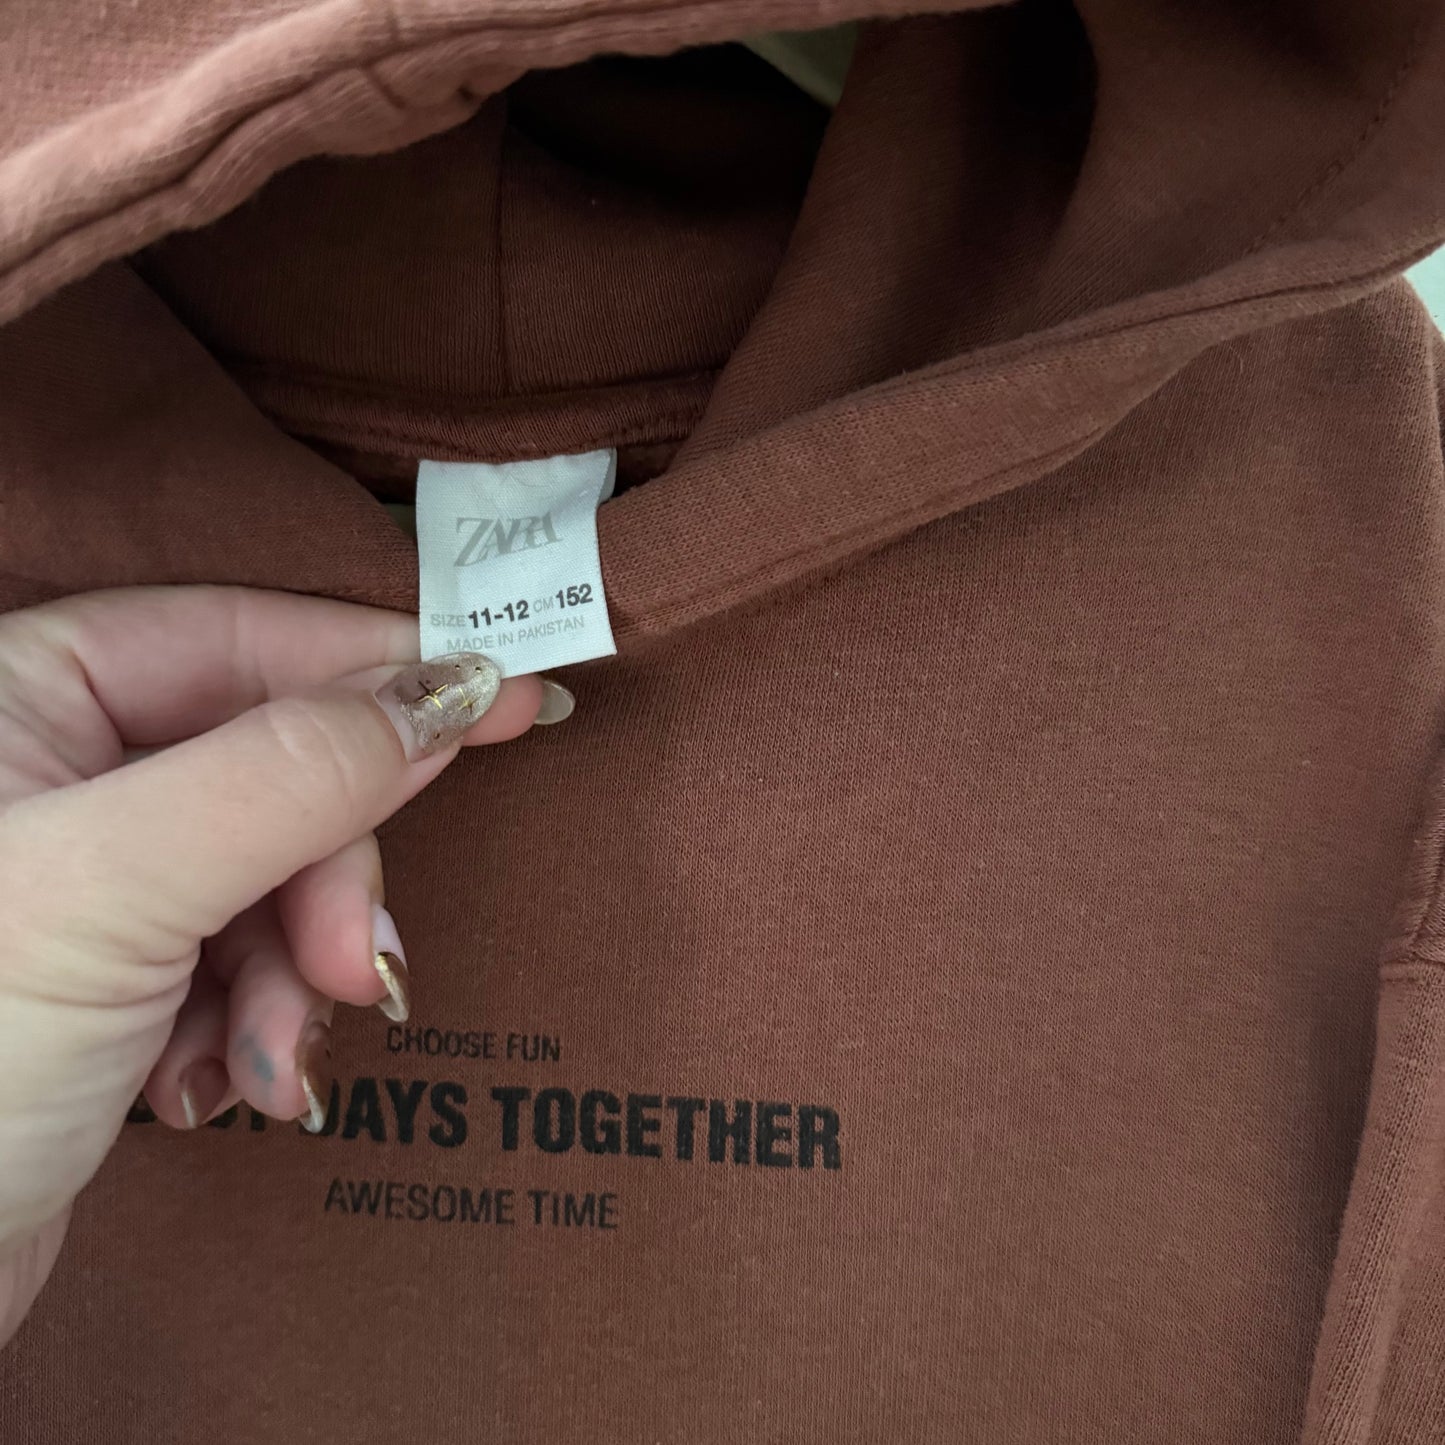 ZARA
SIZE 11-12 CM 152
MADE IN PAKISTAN
CHOOSE FUN
DAYS TOGETHER
AWESOME TIME